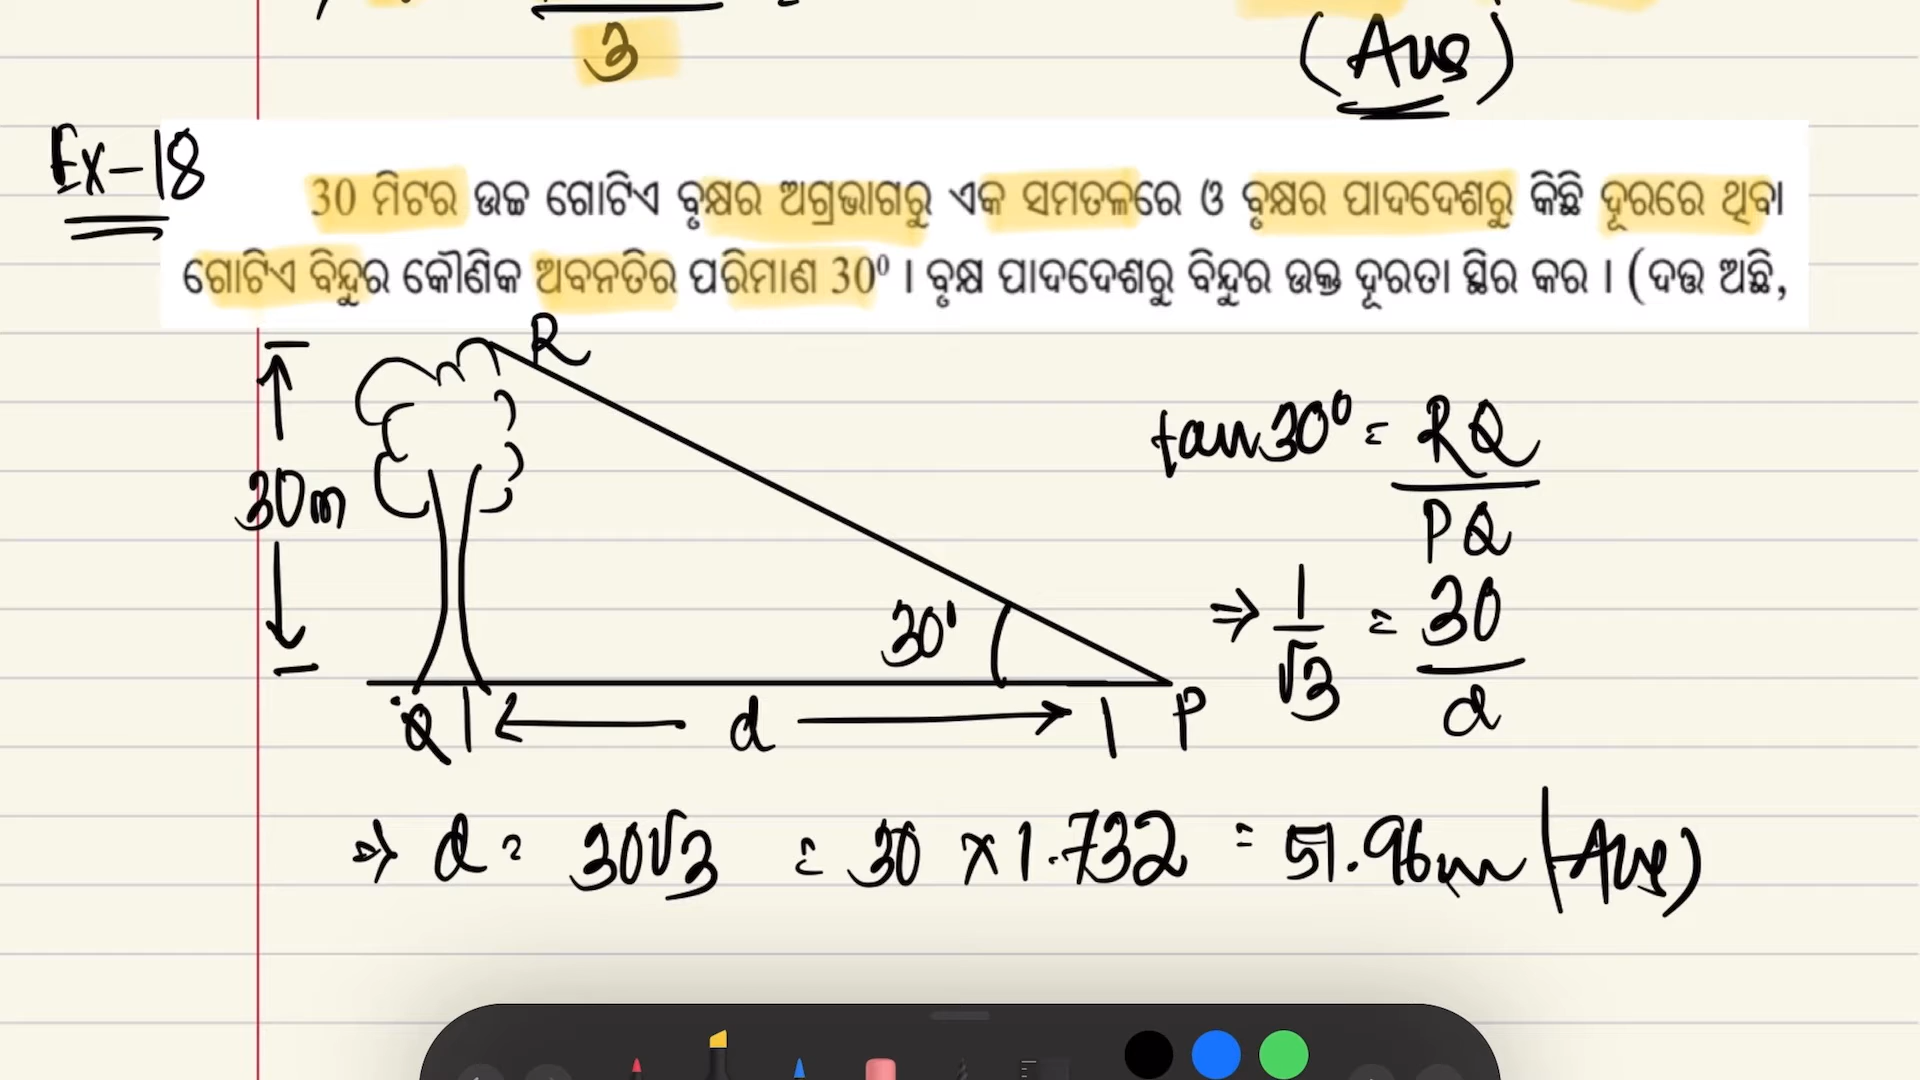 3
(Ans)
Ex-18
30 ମିଟର ଉଚ୍ଚ ଗୋଟିଏ ବୃକ୍ଷର ଅଗ୍ରଭାଗରୁ ଏକ ସମତଳରେ ଓ ବୃକ୍ଷର ପାଦଦେଶରୁ କିଛି ଦୂରରେ ଥିବା
ଗୋଟିଏ ବିନ୍ଦୁର କୌଣିକ ଅବନତିର ପରିମାଣ 30⁰ । ବୃକ୍ଷ ପାଦଦେଶରୁ ବିନ୍ଦୁର ଉକ୍ତ ଦୂରତା ସ୍ଥିର କର । (ଦତ୍ତ ଅଛି,
R
30m
30°
Q d P
tan30° = RQ/PQ
⇒ 1/√3 = 30/d
⇒ d = 30√3 = 30 × 1.732 = 51.96m (Ans)